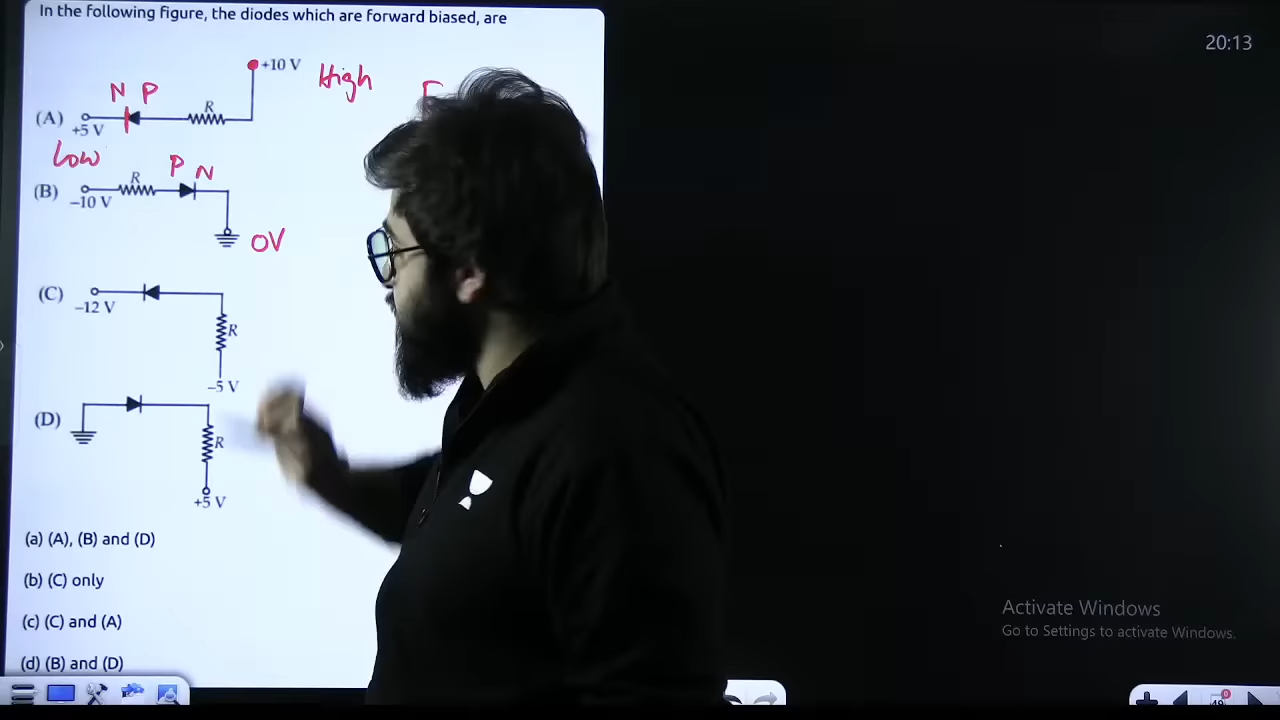 In the following figure, the diodes which are forward biased, are
20:13
+10 V
High
N P
R
(A)
+5 V
Low
P N
R
(B)
–10 V
0V
(C)
–12 V
R
–5 V
(D)
R
+5 V
(a) (A), (B) and (D)
(b) (C) only
(c) (C) and (A)
(d) (B) and (D)
Activate Windows
Go to Settings to activate Windows.